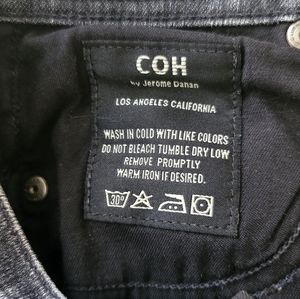 COH
by Jerome Dahan
LOS ANGELES CALIFORNIA
WASH IN COLD WITH LIKE COLORS
DO NOT BLEACH TUMBLE DRY LOW
REMOVE PROMPTLY
WARM IRON IF DESIRED.
30°